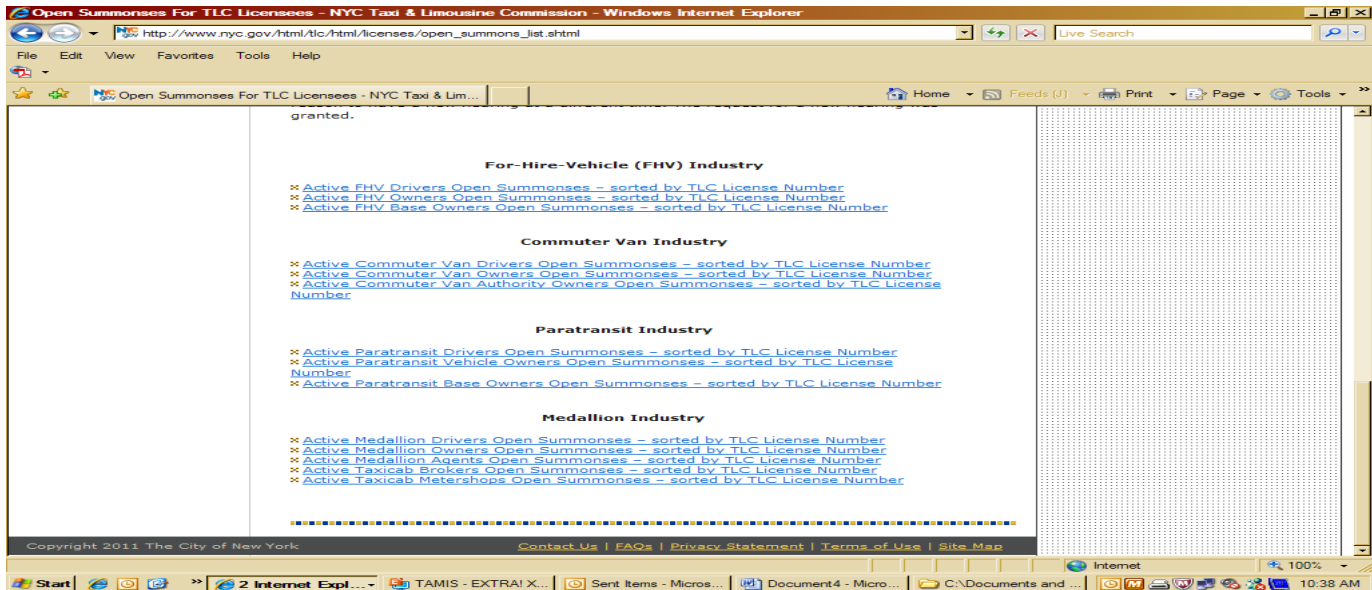 Open Summonses For TLC Licensees - NYC Taxi & Limousine Commission - Windows Internet Explorer
http://www.nyc.gov/html/tlc/html/licenses/open_summons_list.shtml
Live Search
File Edit View Favorites Tools Help
Open Summonses For TLC Licensees - NYC Taxi & Lim...
Home Feeds (J) Print Page Tools
granted.
For-Hire-Vehicle (FHV) Industry
Active FHV Drivers Open Summonses – sorted by TLC License Number
Active FHV Owners Open Summonses – sorted by TLC License Number
Active FHV Base Owners Open Summonses – sorted by TLC License Number
Commuter Van Industry
Active Commuter Van Drivers Open Summonses – sorted by TLC License Number
Active Commuter Van Owners Open Summonses – sorted by TLC License Number
Active Commuter Van Authority Owners Open Summonses – sorted by TLC License
Number
Paratransit Industry
Active Paratransit Drivers Open Summonses – sorted by TLC License Number
Active Paratransit Vehicle Owners Open Summonses – sorted by TLC License
Number
Active Paratransit Base Owners Open Summonses – sorted by TLC License Number
Medallion Industry
Active Medallion Drivers Open Summonses – sorted by TLC License Number
Active Medallion Owners Open Summonses – sorted by TLC License Number
Active Medallion Agents Open Summonses – sorted by TLC License Number
Active Taxicab Brokers Open Summonses – sorted by TLC License Number
Active Taxicab Metershops Open Summonses – sorted by TLC License Number
Copyright 2011 The City of New York Contact Us | FAQs | Privacy Statement | Terms of Use | Site Map
Internet 100%
Start 2 Internet Expl... TAMIS - EXTRA! X... Sent Items - Micros... Document4 - Micro... C:\Documents and ... 10:38 AM